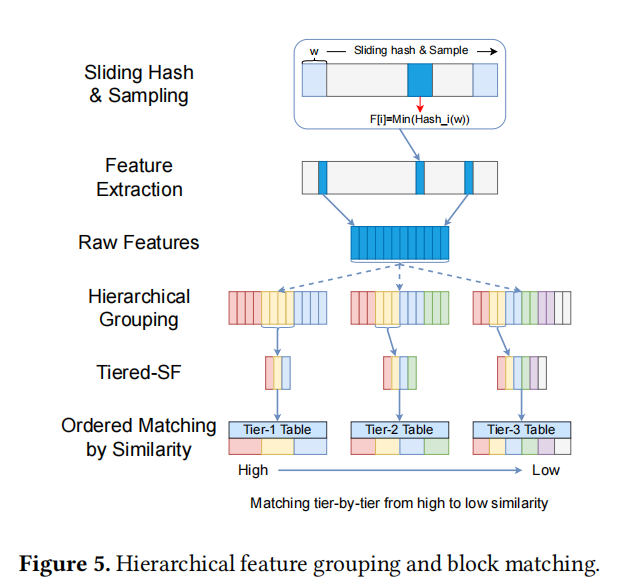 Sliding Hash
& Sampling
w
Sliding hash & Sample
F[i]=Min(Hash_i(w))
Feature
Extraction
Raw Features
Hierarchical
Grouping
Tiered-SF
Ordered Matching
by Similarity
Tier-1 Table
Tier-2 Table
Tier-3 Table
High
Low
Matching tier-by-tier from high to low similarity
Figure 5. Hierarchical feature grouping and block matching.